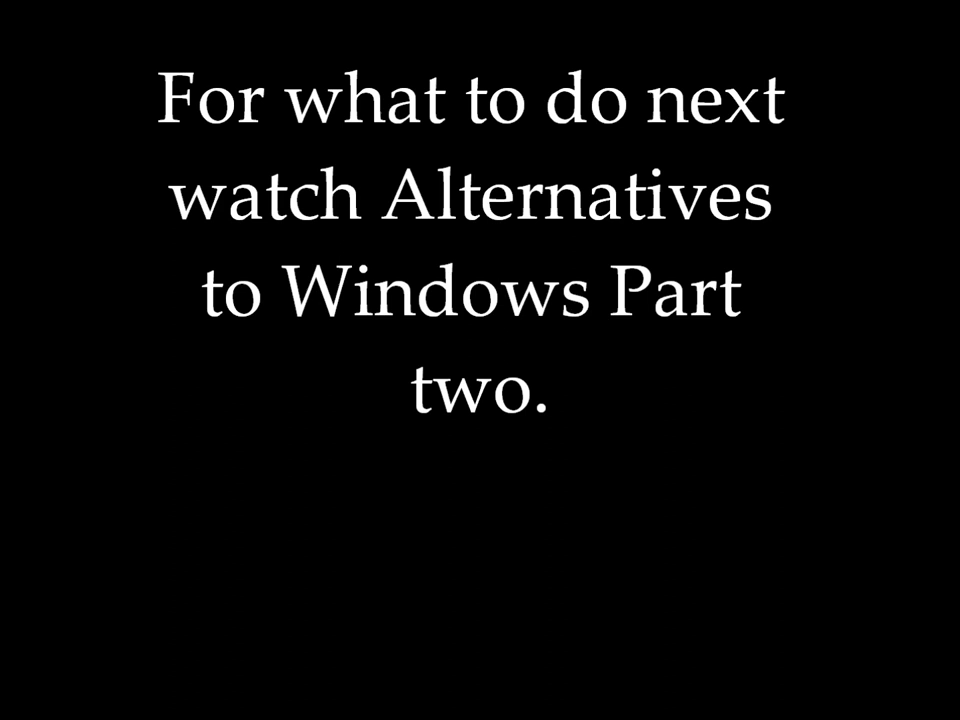 For what to do next
watch Alternatives
to Windows Part
two.